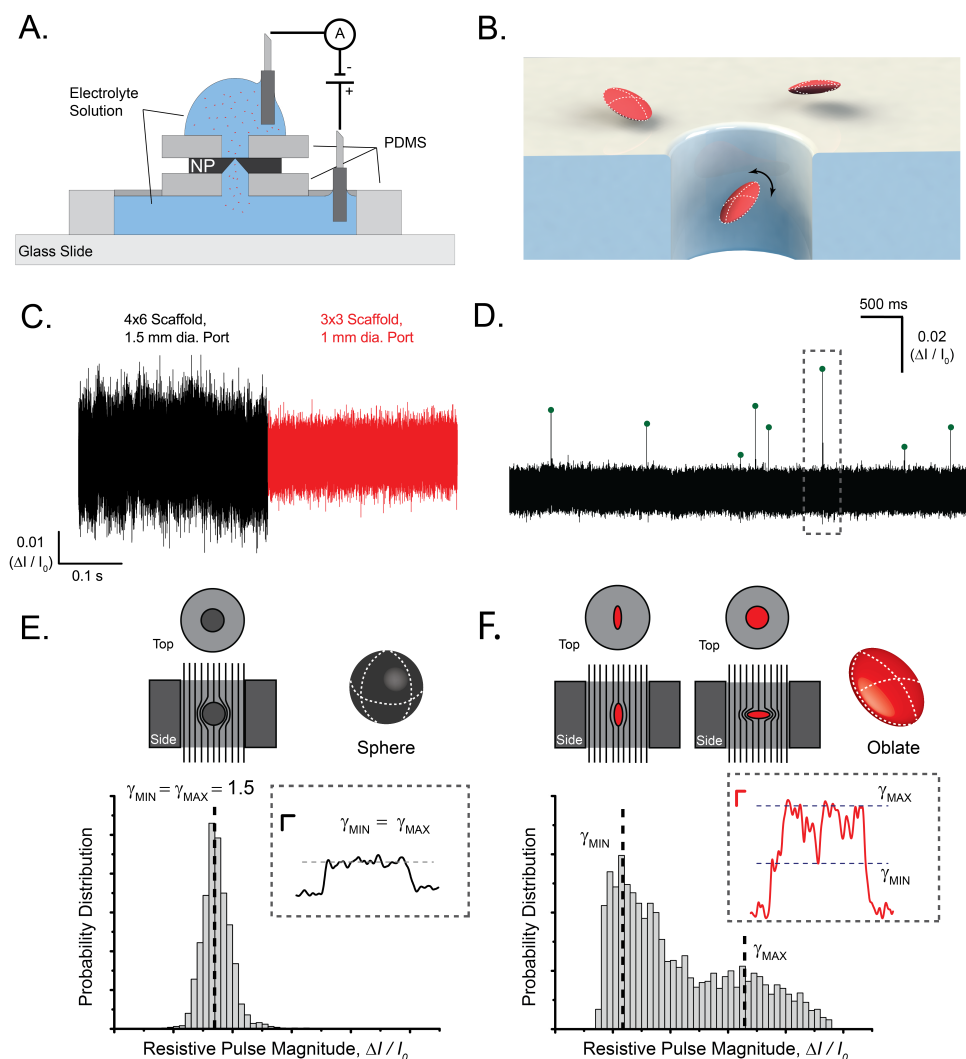 A.
A
-
+
Electrolyte
Solution
PDMS
NP
Glass Slide
B.
C.
4x6 Scaffold,
1.5 mm dia. Port
3x3 Scaffold,
1 mm dia. Port
0.01
(ΔI / I₀)
0.1 s
D.
500 ms
0.02
(ΔI / I₀)
E.
Top
Side
Sphere
γMIN = γMAX = 1.5
γMIN = γMAX
Probability Distribution
Resistive Pulse Magnitude, ΔI / I₀
F.
Top
Top
Side
Side
Oblate
γMAX
γMIN
γMIN
γMAX
Probability Distribution
Resistive Pulse Magnitude, ΔI / I₀